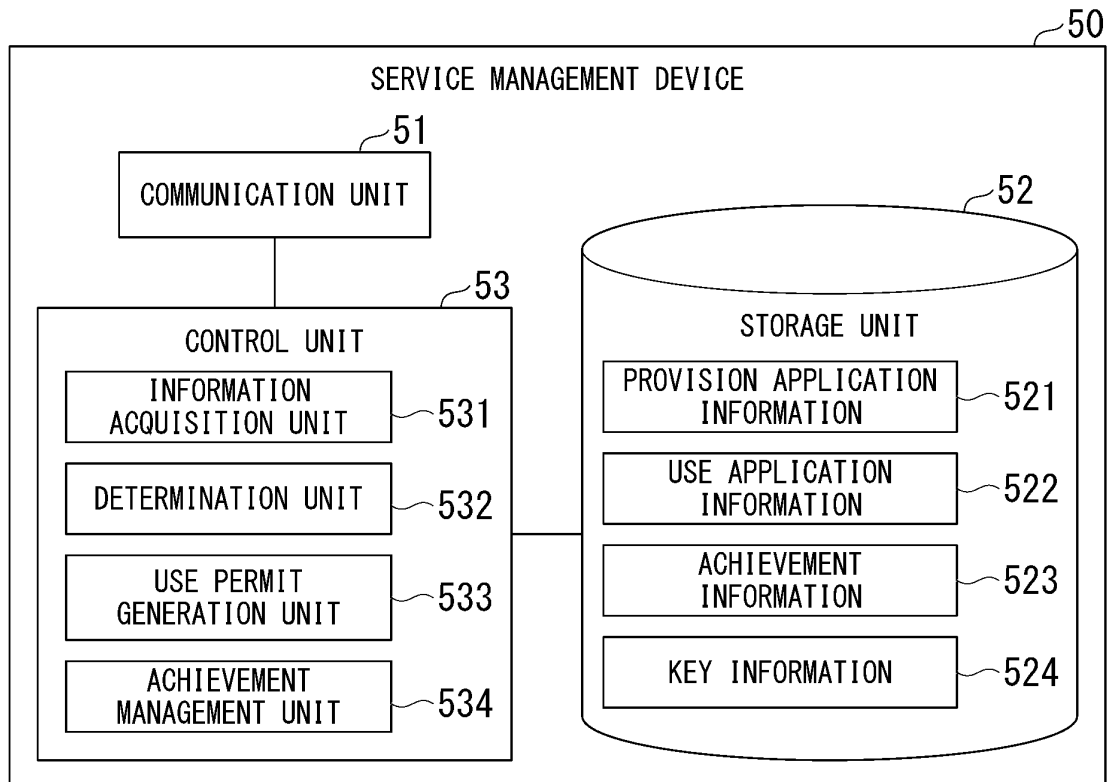 50
SERVICE MANAGEMENT DEVICE
51
COMMUNICATION UNIT
53
CONTROL UNIT
INFORMATION
ACQUISITION UNIT
531
DETERMINATION UNIT
532
USE PERMIT
GENERATION UNIT
533
ACHIEVEMENT
MANAGEMENT UNIT
534
52
STORAGE UNIT
PROVISION APPLICATION
INFORMATION
521
USE APPLICATION
INFORMATION
522
ACHIEVEMENT
INFORMATION
523
KEY INFORMATION
524